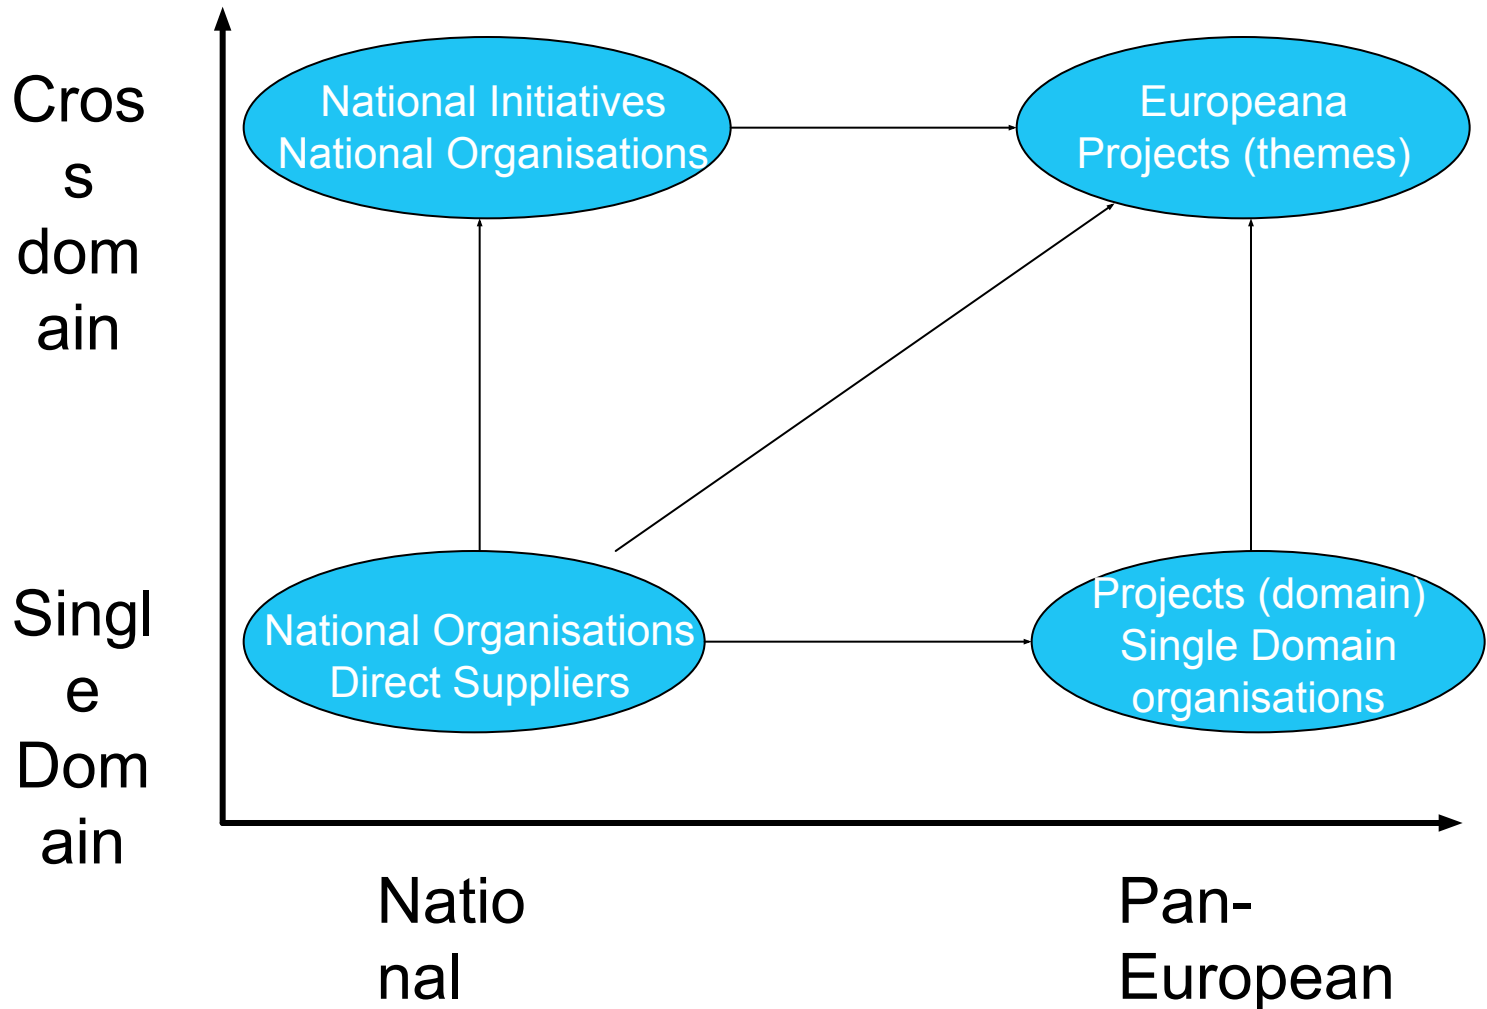 Cros
s
dom
ain
National Initiatives
National Organisations
Europeana
Projects (themes)
Singl
e
Dom
ain
National Organisations
Direct Suppliers
Projects (domain)
Single Domain
organisations
Natio
nal
Pan-
European